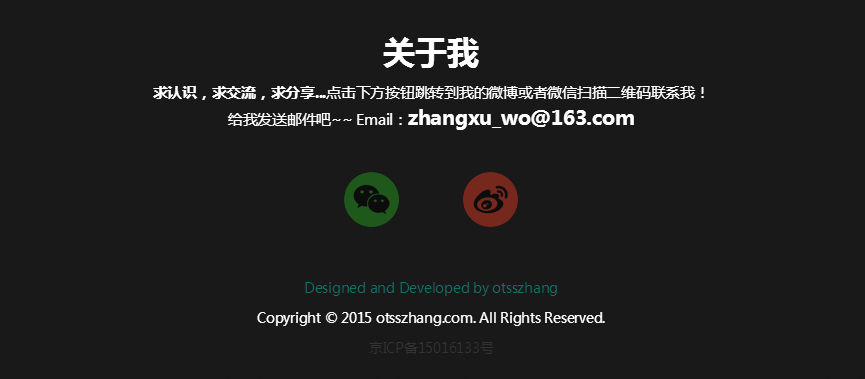 关于我
求认识，求交流，求分享...点击下方按钮跳转到我的微博或者微信扫描二维码联系我！
给我发送邮件吧~~ Email：zhangxu_wo@163.com
Designed and Developed by otsszhang
Copyright © 2015 otsszhang.com. All Rights Reserved.
京ICP备15016133号